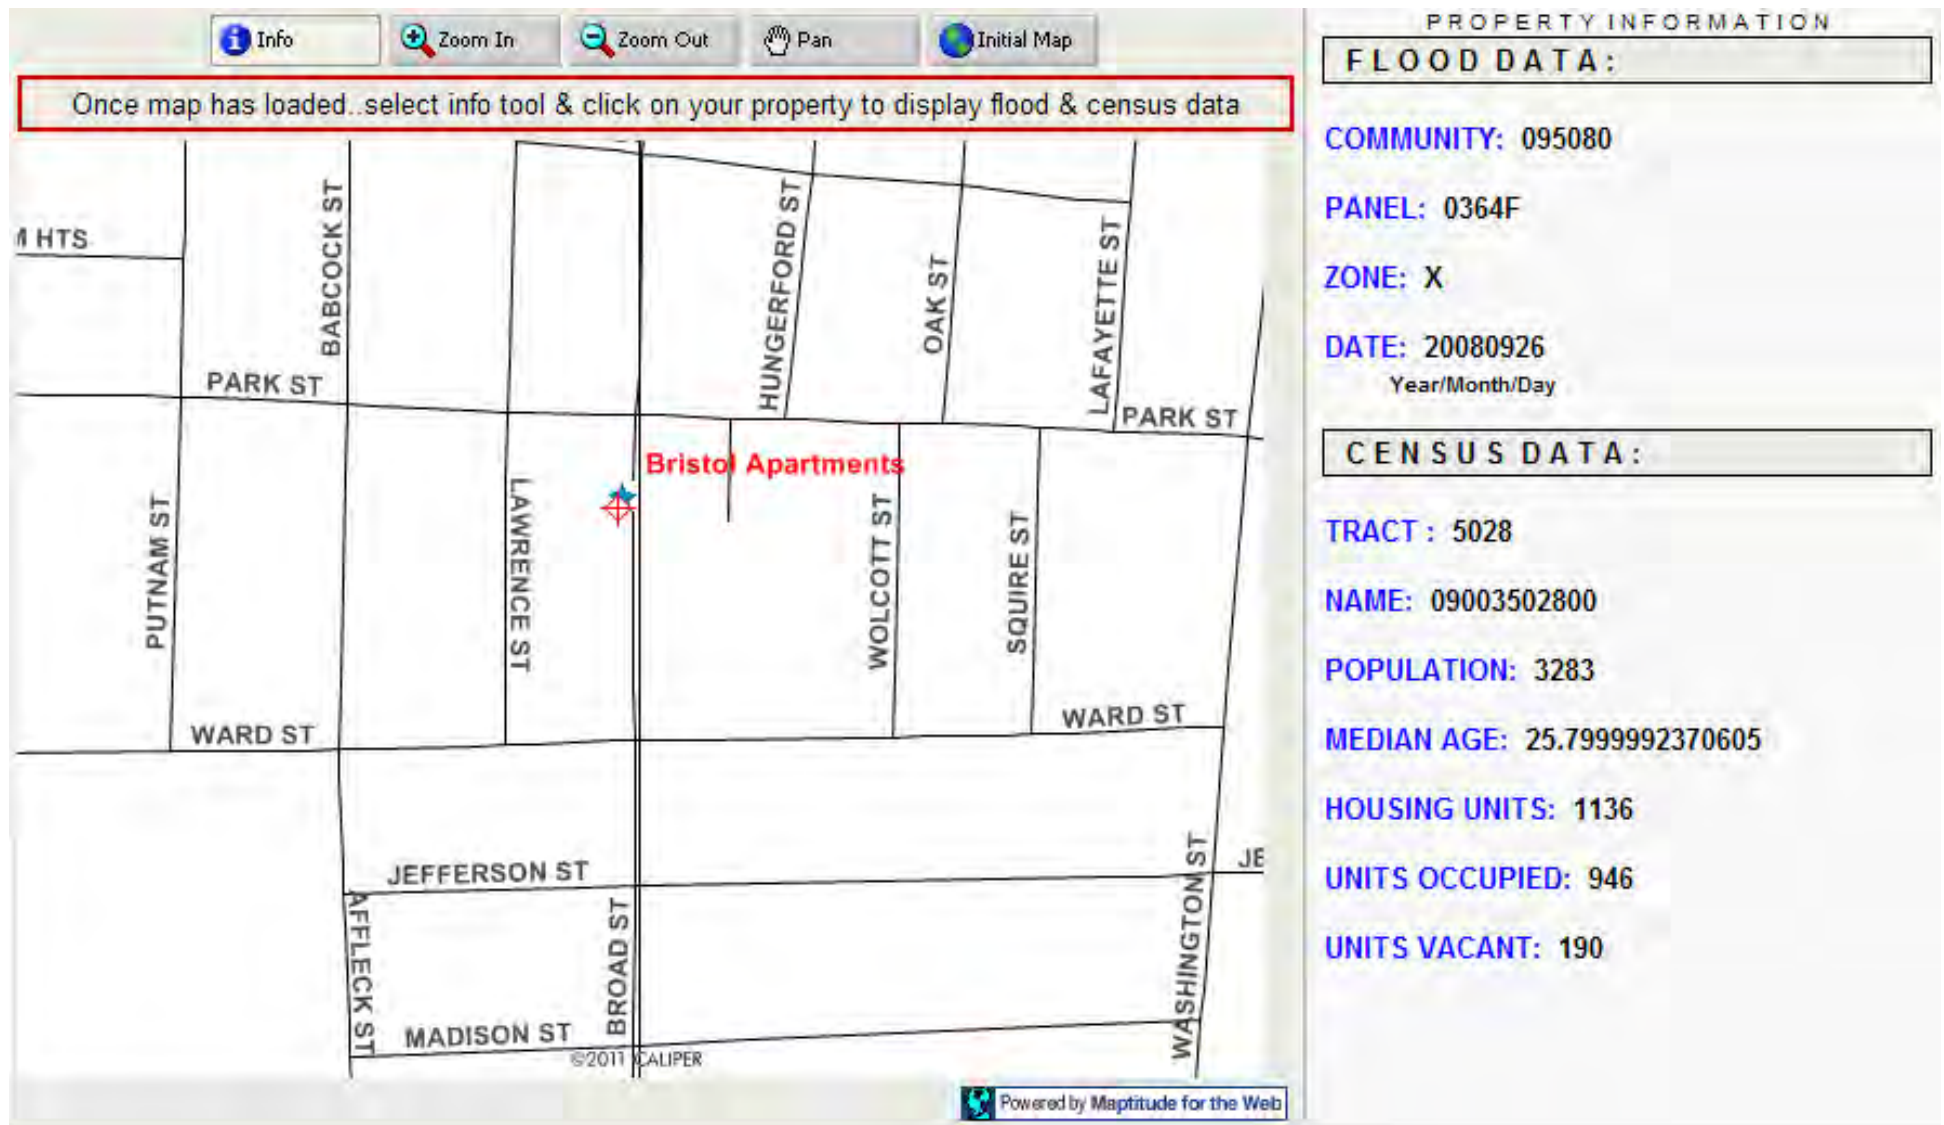 Info
Zoom In
Zoom Out
Pan
Initial Map
Once map has loaded..select info tool & click on your property to display flood & census data
M HTS
BABCOCK ST
HUNGERFORD ST
OAK ST
LAFAYETTE ST
PARK ST
PARK ST
Bristol Apartments
PUTNAM ST
LAWRENCE ST
WOLCOTT ST
SQUIRE ST
WARD ST
WARD ST
JEFFERSON ST
JE
AFFLECK ST
BROAD ST
WASHINGTON ST
MADISON ST
©2011 CALIPER
Powered by Maptitude for the Web
PROPERTY INFORMATION
FLOOD DATA:
COMMUNITY: 095080
PANEL: 0364F
ZONE: X
DATE: 20080926
Year/Month/Day
CENSUS DATA:
TRACT : 5028
NAME: 09003502800
POPULATION: 3283
MEDIAN AGE: 25.7999992370605
HOUSING UNITS: 1136
UNITS OCCUPIED: 946
UNITS VACANT: 190